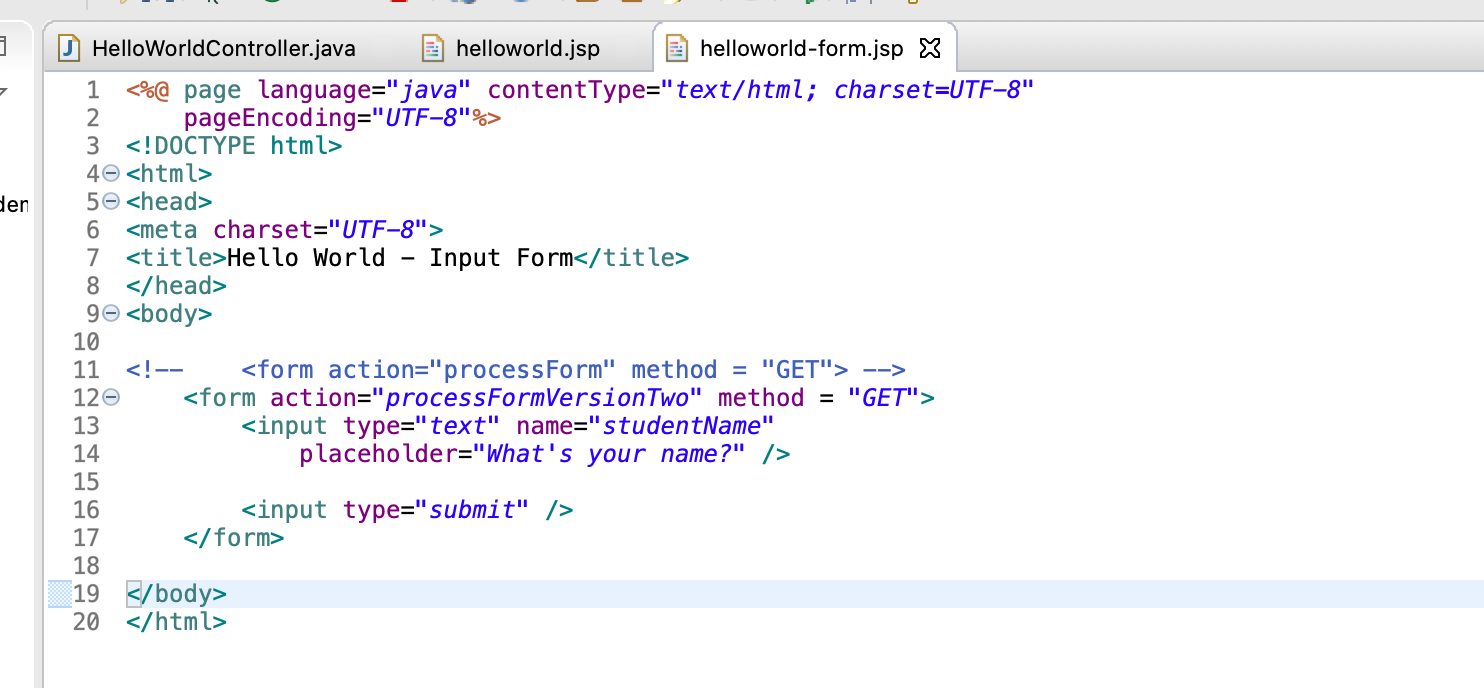 HelloWorldController.java helloworld.jsp helloworld-form.jsp
1 <%@ page language="java" contentType="text/html; charset=UTF-8"
2     pageEncoding="UTF-8"%>
3 <!DOCTYPE html>
4 <html>
5 <head>
6 <meta charset="UTF-8">
7 <title>Hello World - Input Form</title>
8 </head>
9 <body>
10
11 <!--    <form action="processForm" method = "GET"> -->
12     <form action="processFormVersionTwo" method = "GET">
13         <input type="text" name="studentName"
14             placeholder="What's your name?" />
15
16         <input type="submit" />
17     </form>
18
19 </body>
20 </html>